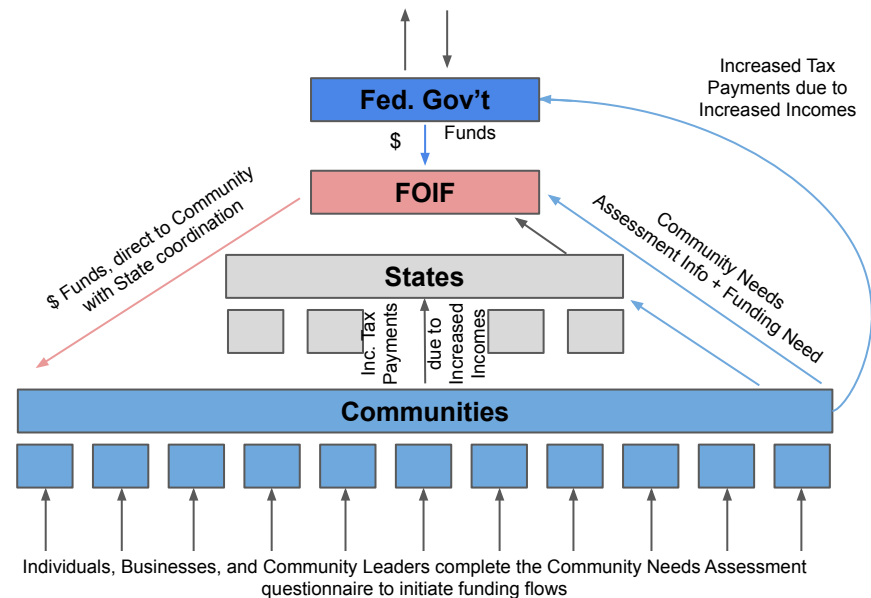 Increased Tax
Payments due to
Increased Incomes
Fed. Gov't
$
Funds
FOIF
$ Funds, direct to Community
with State coordination
Community Needs
Assessment Info + Funding Need
States
Inc. Tax
Payments
due to
Increased
Incomes
Communities
Individuals, Businesses, and Community Leaders complete the Community Needs Assessment
questionnaire to initiate funding flows